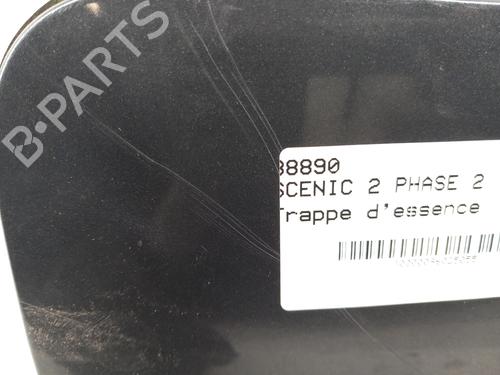 B-PARTS
38890
SCENIC 2 PHASE 2
Trappe d'essence